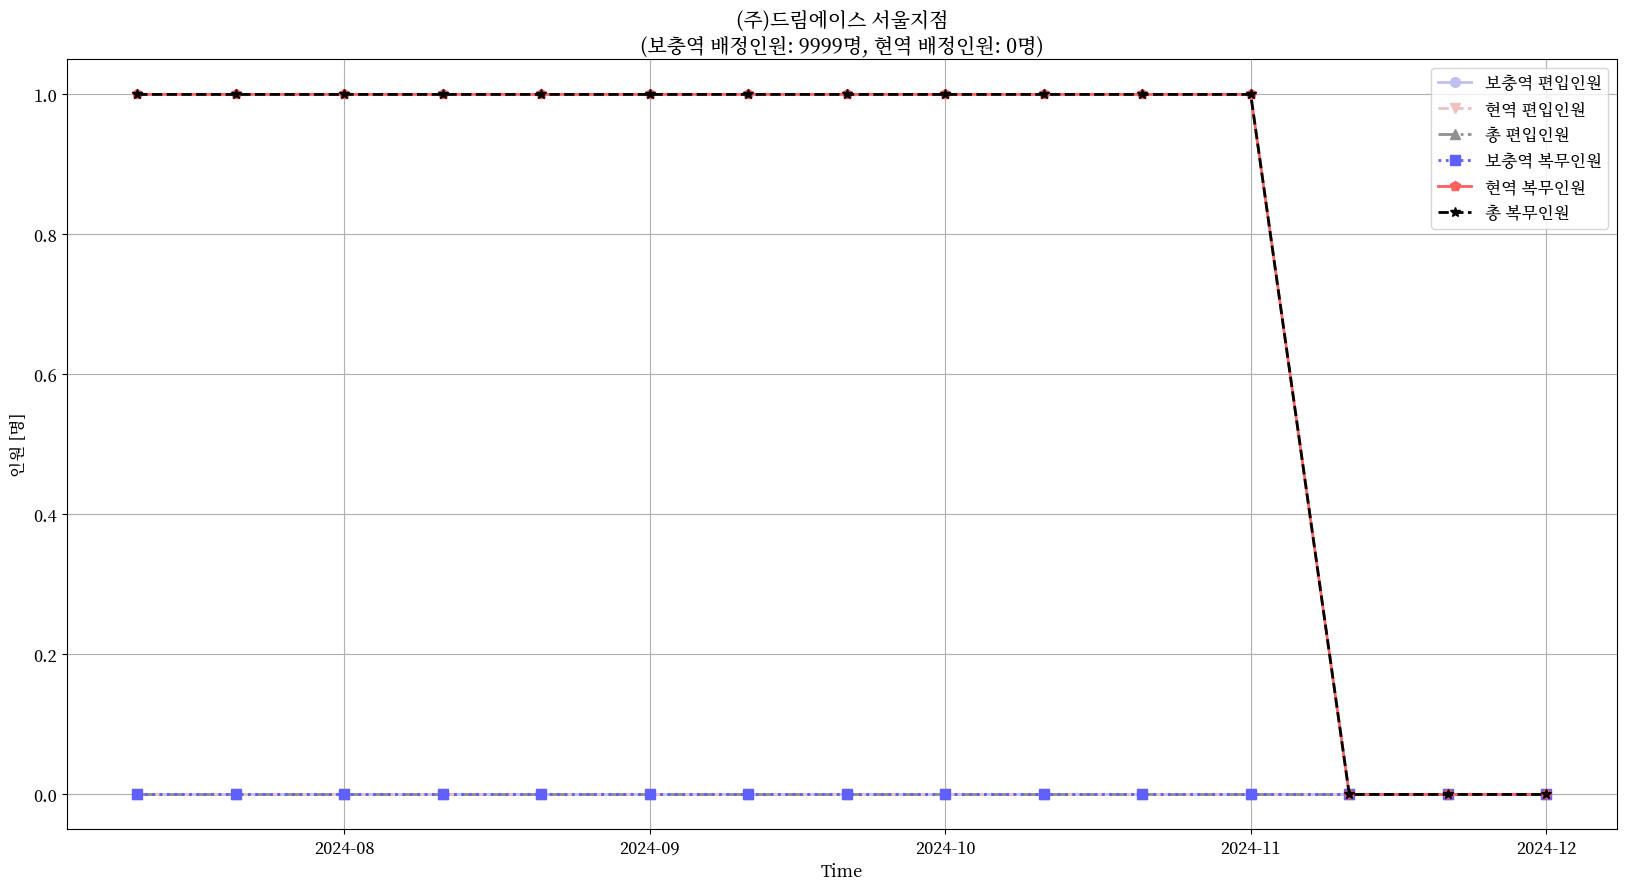 (주)드림에이스 서울지점
(보충역 배정인원: 9999명, 현역 배정인원: 0명)
보충역 편입인원
현역 편입인원
총 편입인원
보충역 복무인원
현역 복무인원
총 복무인원
인원 [명]
1.0
0.8
0.6
0.4
0.2
0.0
2024-08
2024-09
2024-10
2024-11
2024-12
Time